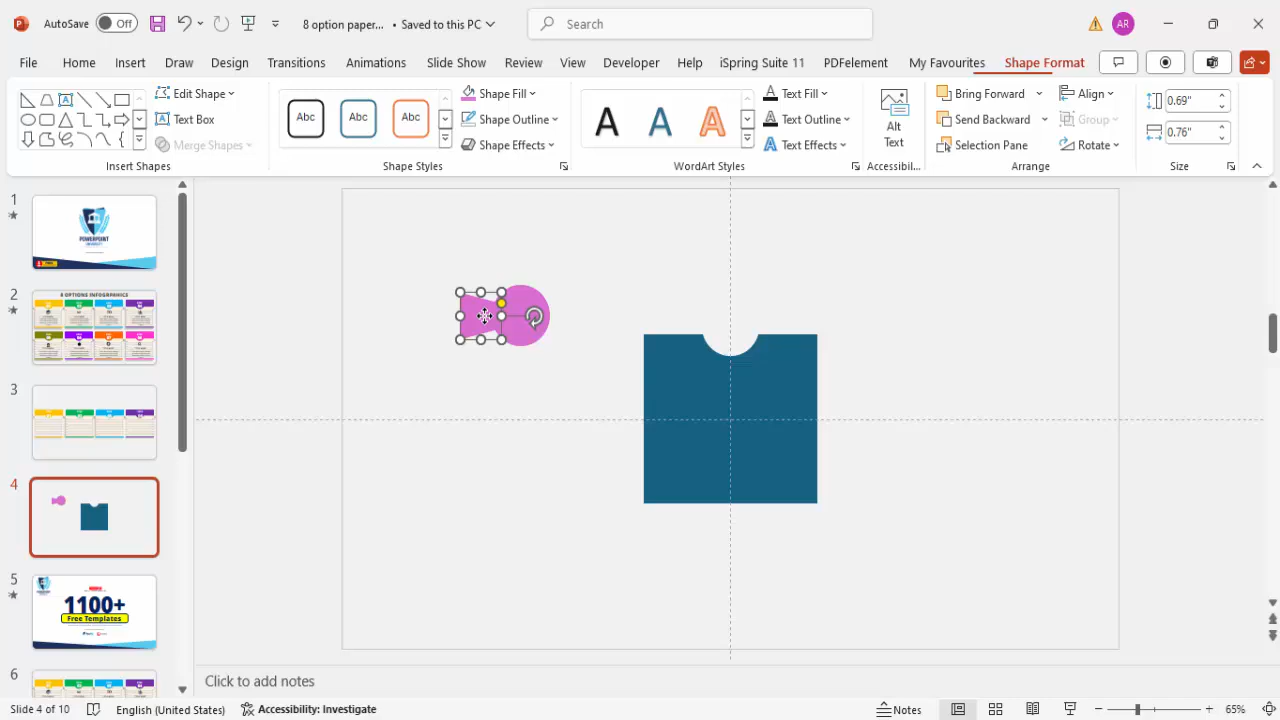 AutoSave Off 8 option paper... • Saved to this PC Search AR
File Home Insert Draw Design Transitions Animations Slide Show Review View Developer Help iSpring Suite 11 PDFelement My Favourites Shape Format
Edit Shape
Text Box
Merge Shapes
Insert Shapes
Abc Abc Abc
Shape Fill
Shape Outline
Shape Effects
Shape Styles
A A A
Text Fill
Text Outline
Text Effects
WordArt Styles
Alt
Text
Accessibil...
Bring Forward
Send Backward
Selection Pane
Align
Group
Rotate
Arrange
0.69"
0.76"
Size
1
POWERPOINT
UNIVERSITY
2
8 OPTIONS INFOGRAPHICS
3
4
5
1100+
Free Templates
6
Click to add notes
Slide 4 of 10 English (United States) Accessibility: Investigate Notes 65%